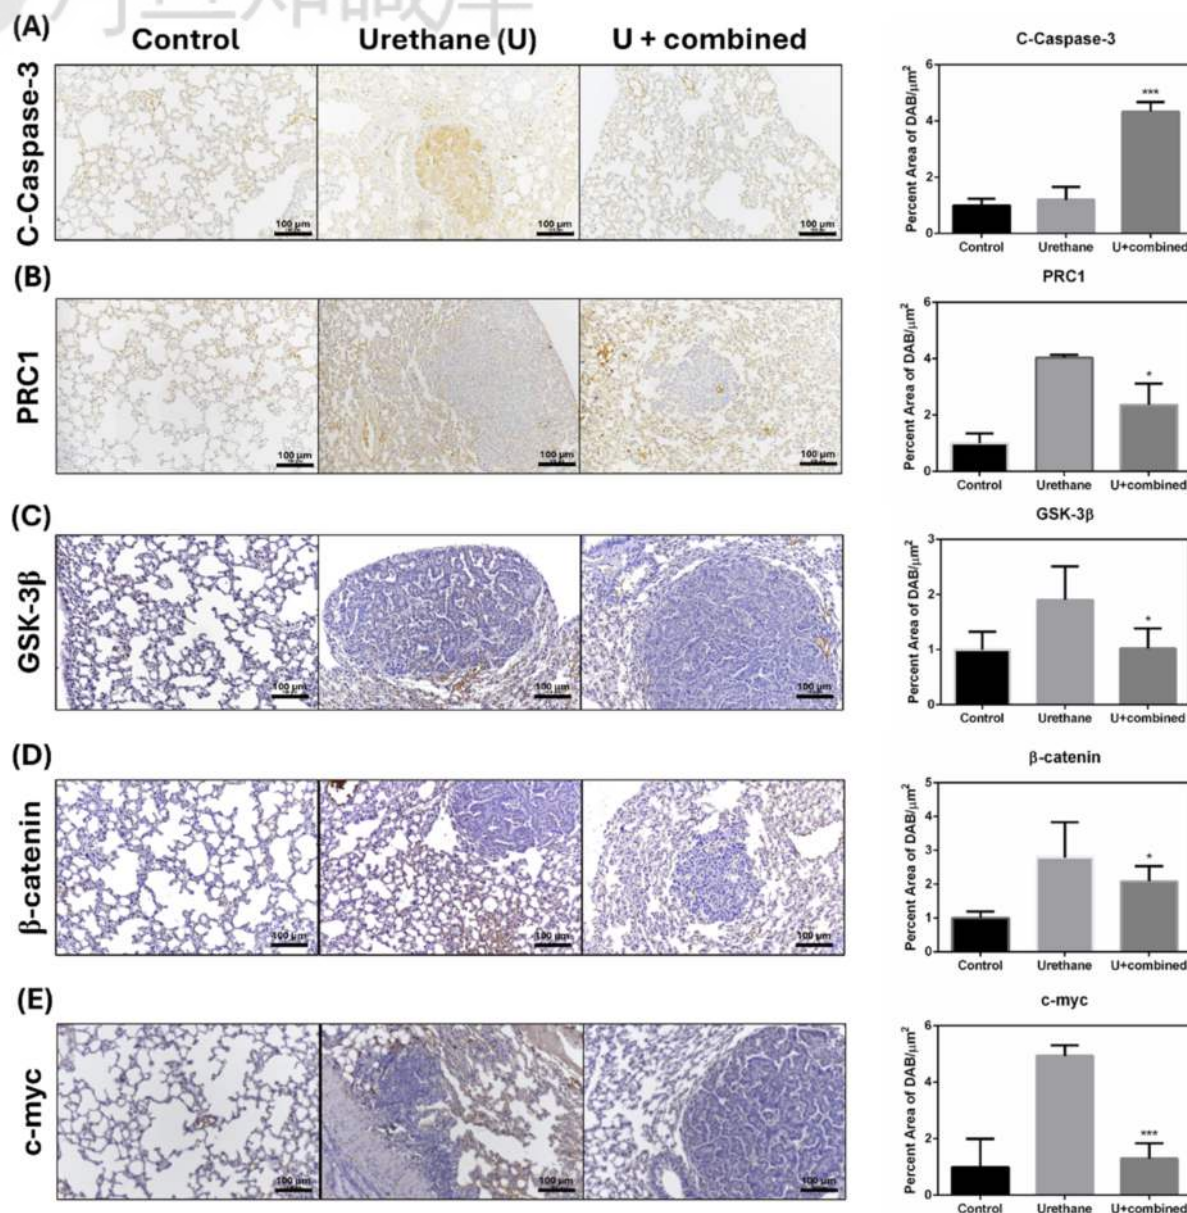 (A)
Control Urethane (U) U + combined
C-Caspase-3
100 µm 100 µm 100 µm
C-Caspase-3
Percent Area of DAB/µm²
6
4
2
0
***
Control Urethane U+combined
(B)
PRC1
100 µm 100 µm 100 µm
PRC1
Percent Area of DAB/µm²
6
4
2
0
*
Control Urethane U+combined
(C)
GSK-3β
100 µm 100 µm 100 µm
GSK-3β
Percent Area of DAB/µm²
3
2
1
0
*
Control Urethane U+combined
(D)
β-catenin
100 µm 100 µm 100 µm
β-catenin
Percent Area of DAB/µm²
5
4
3
2
1
0
*
Control Urethane U+combined
(E)
c-myc
100 µm 100 µm 100 µm
c-myc
Percent Area of DAB/µm²
6
4
2
0
***
Control Urethane U+combined